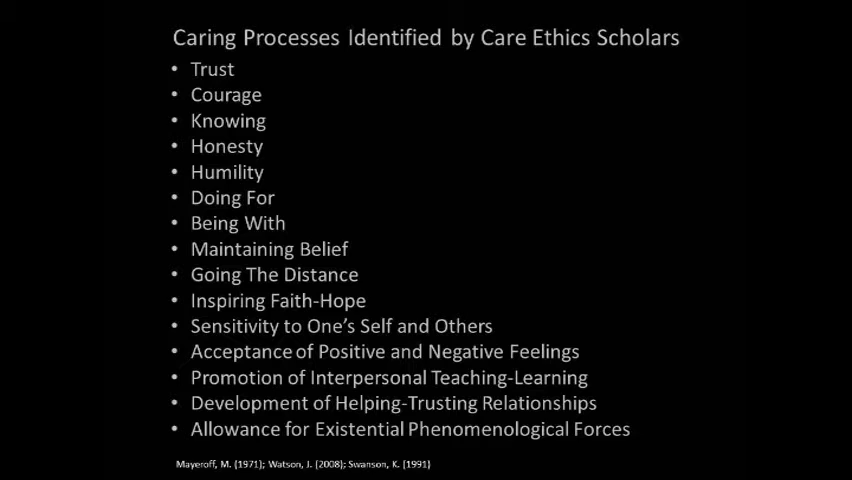 Caring Processes Identified by Care Ethics Scholars
• Trust
• Courage
• Knowing
• Honesty
• Humility
• Doing For
• Being With
• Maintaining Belief
• Going The Distance
• Inspiring Faith-Hope
• Sensitivity to One's Self and Others
• Acceptance of Positive and Negative Feelings
• Promotion of Interpersonal Teaching-Learning
• Development of Helping-Trusting Relationships
• Allowance for Existential Phenomenological Forces
Mayeroff, M. (1971); Watson, J. (2008); Swanson, K. (1991)